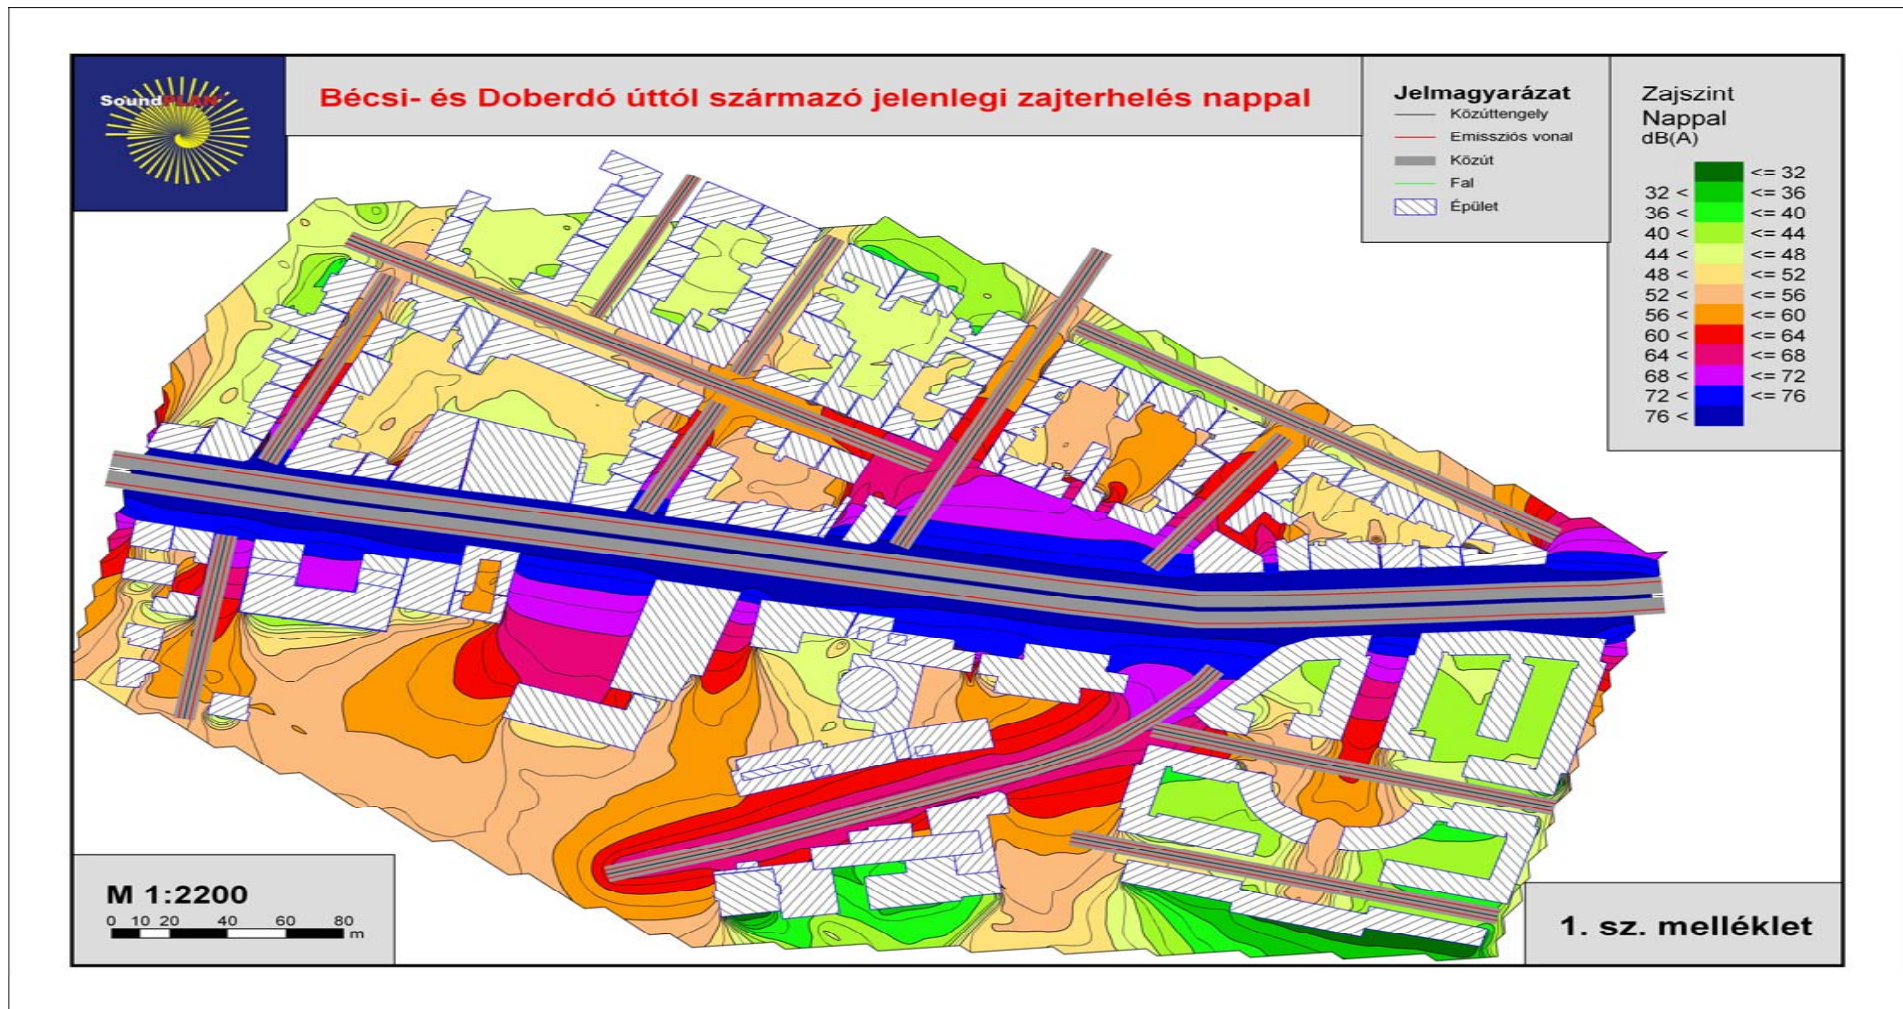 SoundPLAN
Bécsi- és Doberdó úttól származó jelenlegi zajterhelés nappal
Jelmagyarázat
Közúttengely
Emissziós vonal
Közút
Fal
Épület
Zajszint
Nappal
dB(A)
<= 32
32 < <= 36
36 < <= 40
40 < <= 44
44 < <= 48
48 < <= 52
52 < <= 56
56 < <= 60
60 < <= 64
64 < <= 68
68 < <= 72
72 < <= 76
76 <
M 1:2200
0 10 20 40 60 80
m
1. sz. melléklet